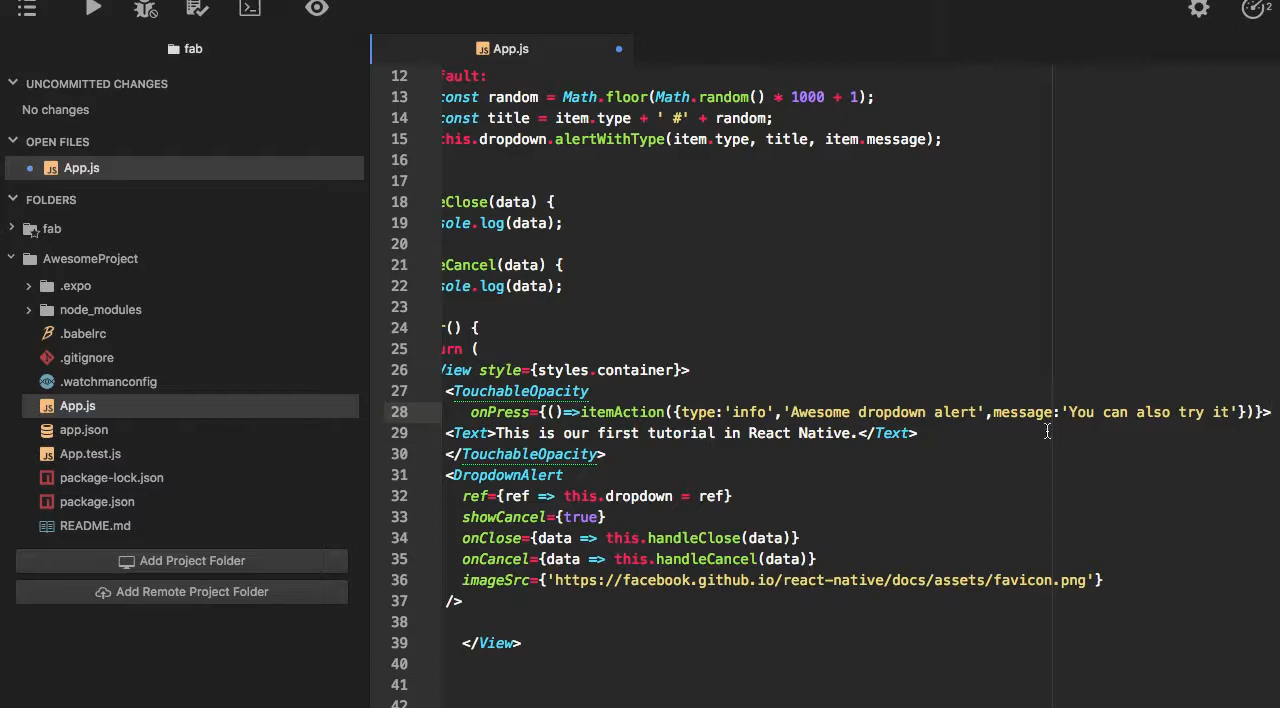 2
fab
App.js
UNCOMMITTED CHANGES
No changes
OPEN FILES
App.js
FOLDERS
fab
AwesomeProject
.expo
node_modules
.babelrc
.gitignore
.watchmanconfig
App.js
app.json
App.test.js
package-lock.json
package.json
README.md
Add Project Folder
Add Remote Project Folder
12 fault:
13 const random = Math.floor(Math.random() * 1000 + 1);
14 const title = item.type + ' #' + random;
15 this.dropdown.alertWithType(item.type, title, item.message);
16
17
18 eClose(data) {
19 sole.log(data);
20
21 eCancel(data) {
22 sole.log(data);
23
24 r() {
25 urn (
26 View style={styles.container}>
27 <TouchableOpacity
28 onPress={()=>itemAction({type:'info','Awesome dropdown alert',message:'You can also try it'})}>
29 <Text>This is our first tutorial in React Native.</Text>
30 </TouchableOpacity>
31 <DropdownAlert
32 ref={ref => this.dropdown = ref}
33 showCancel={true}
34 onClose={data => this.handleClose(data)}
35 onCancel={data => this.handleCancel(data)}
36 imageSrc={'https://facebook.github.io/react-native/docs/assets/favicon.png'}
37 />
38
39 </View>
40
41
42